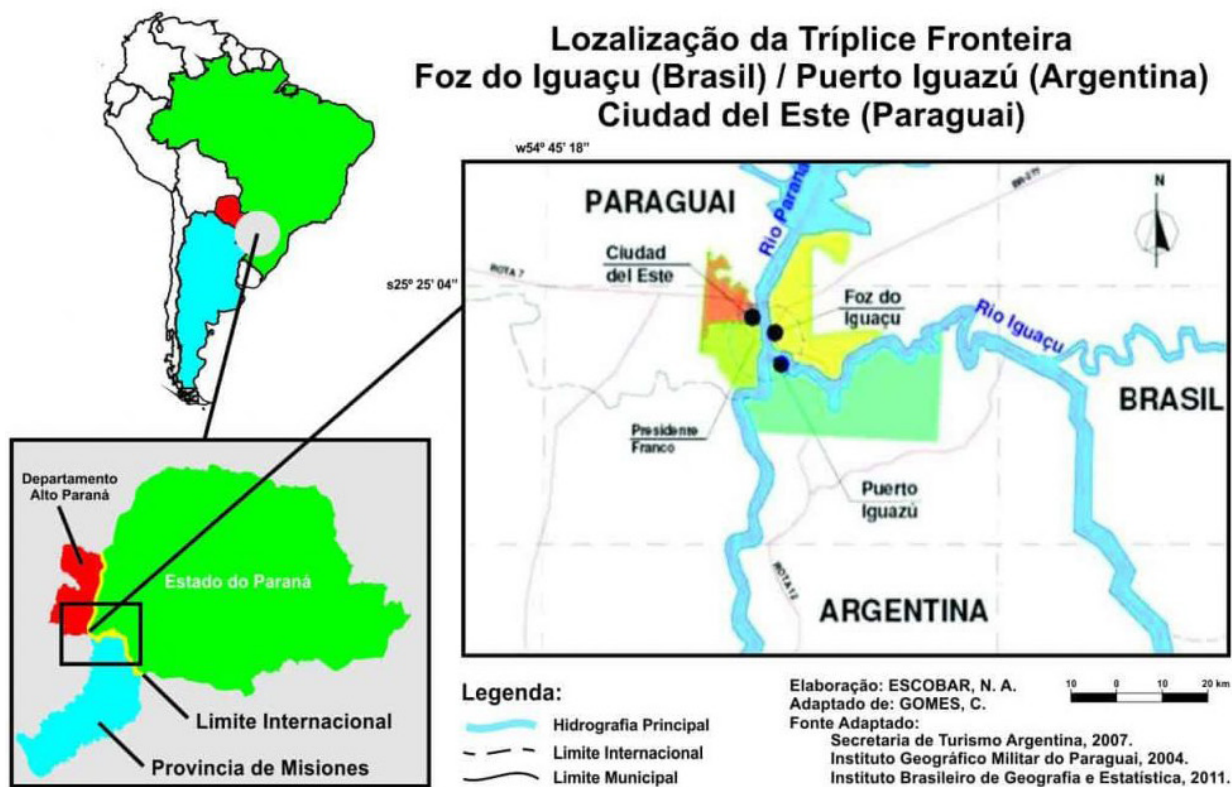 Lozalização da Tríplice Fronteira
Foz do Iguaçu (Brasil) / Puerto Iguazú (Argentina)
Ciudad del Este (Paraguai)
w54º 45' 18"
s25º 25' 04"
PARAGUAI
Rio Paraná
BR-277
N
Ciudad
del Este
ROTA 7
Foz do
Iguaçu
Rio Iguaçu
BRASIL
Presidente
Franco
Puerto
Iguazú
ROTA 12
ARGENTINA
Departamento
Alto Paraná
Estado do Paraná
Limite Internacional
Provincia de Misiones
Legenda:
Hidrografia Principal
Limite Internacional
Limite Municipal
Elaboração: ESCOBAR, N. A.
Adaptado de: GOMES, C.
Fonte Adaptado:
Secretaria de Turismo Argentina, 2007.
Instituto Geográfico Militar do Paraguai, 2004.
Instituto Brasileiro de Geografia e Estatística, 2011.
10 0 10 20 km